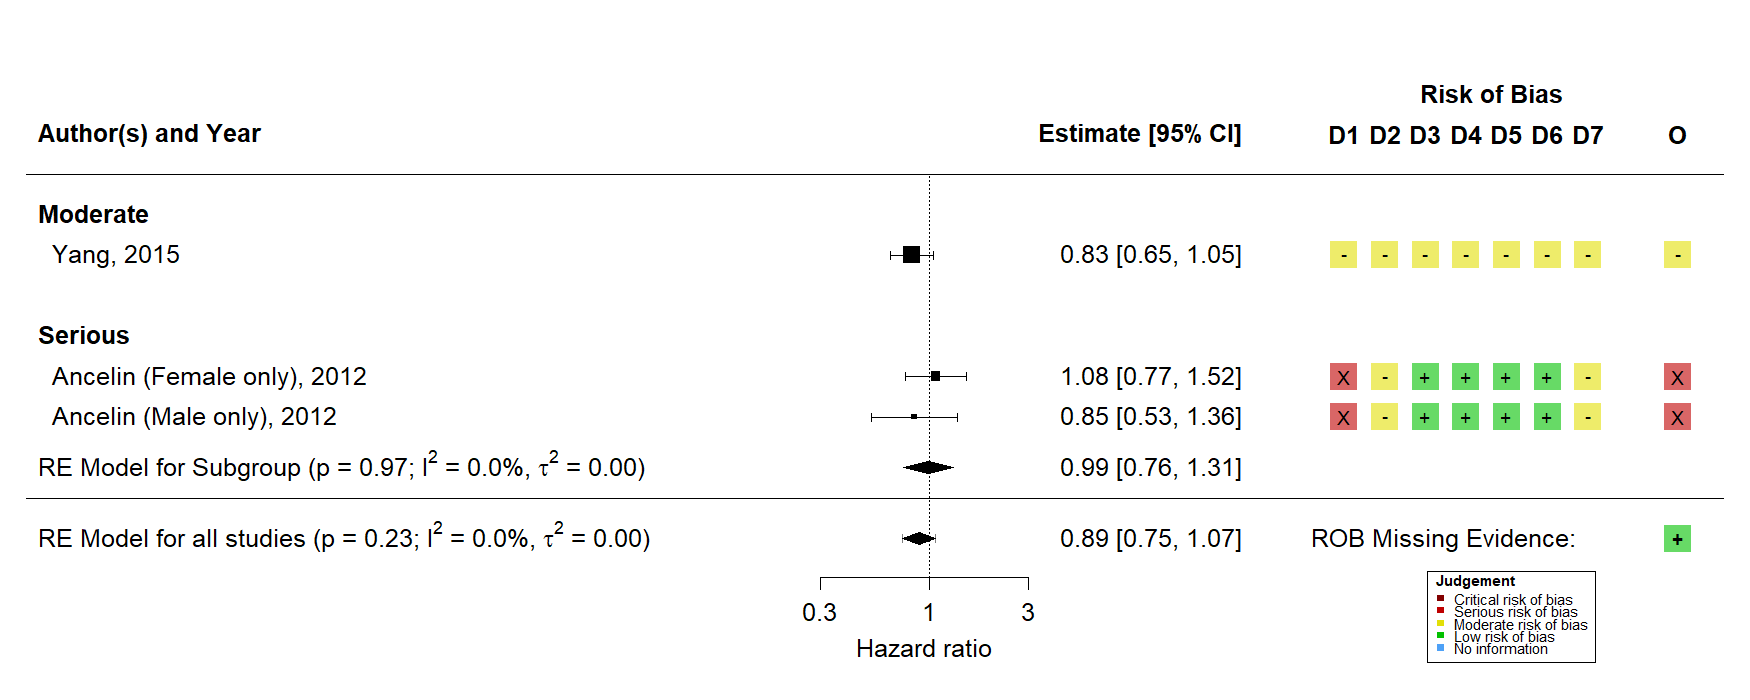 Risk of Bias
Author(s) and Year Estimate [95% CI] D1 D2 D3 D4 D5 D6 D7 O
Moderate
Yang, 2015 0.83 [0.65, 1.05] - - - - - - - -
Serious
Ancelin (Female only), 2012 1.08 [0.77, 1.52] X - + + + + - X
Ancelin (Male only), 2012 0.85 [0.53, 1.36] X - + + + + - X
RE Model for Subgroup (p = 0.97; I² = 0.0%, τ² = 0.00) 0.99 [0.76, 1.31]
RE Model for all studies (p = 0.23; I² = 0.0%, τ² = 0.00) 0.89 [0.75, 1.07] ROB Missing Evidence: +
0.3 1 3
Hazard ratio
Judgement
Critical risk of bias
Serious risk of bias
Moderate risk of bias
Low risk of bias
No information